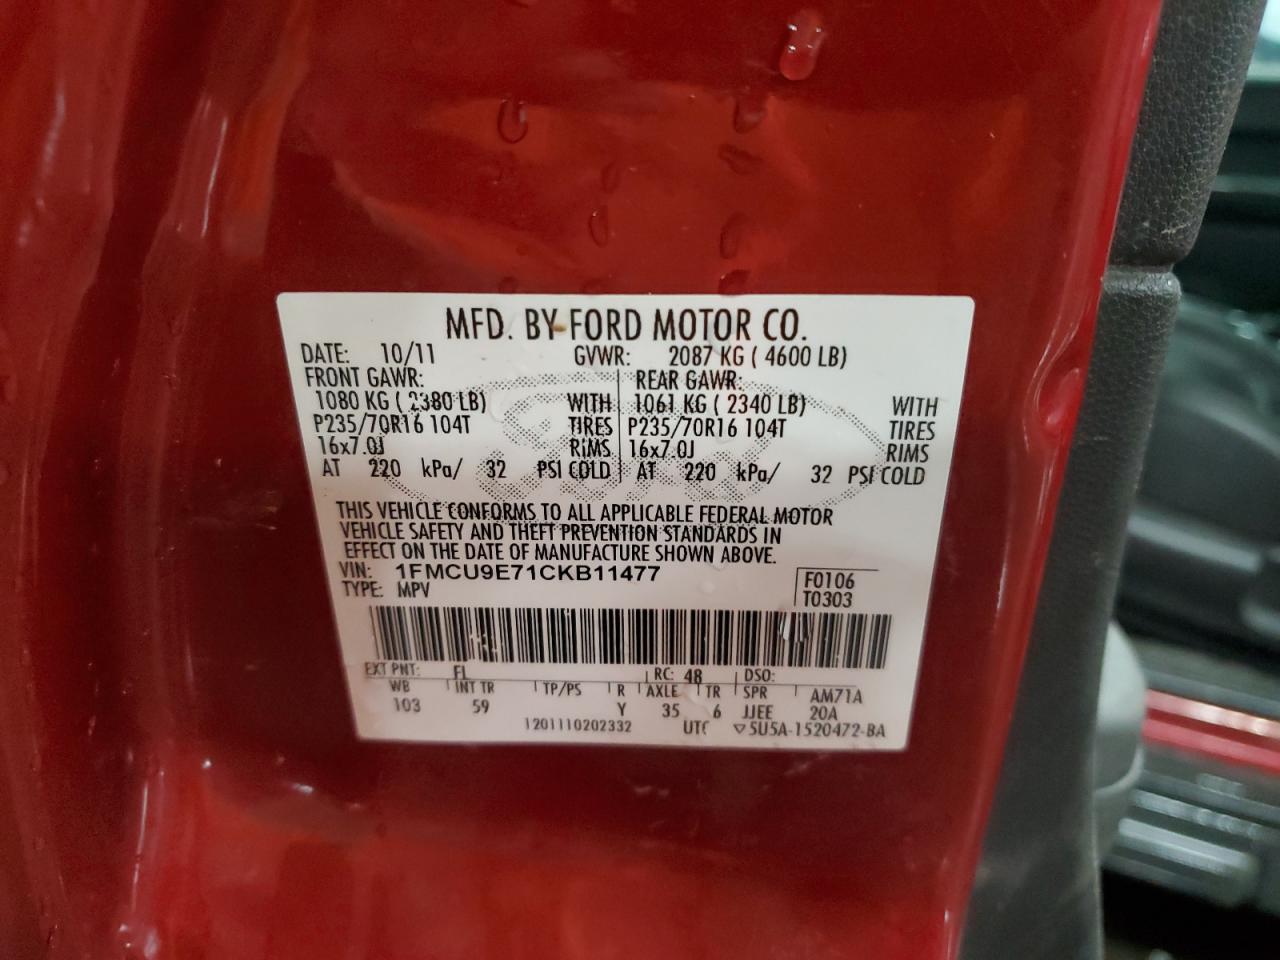 MFD. BY FORD MOTOR CO.
DATE: 10/11 GVWR: 2087 KG ( 4600 LB)
FRONT GAWR: REAR GAWR:
1080 KG ( 2380 LB) WITH 1061 KG ( 2340 LB) WITH
P235/70R16 104T TIRES P235/70R16 104T TIRES
16x7.0J RIMS 16x7.0J RIMS
AT 220 kPa/ 32 PSI COLD AT 220 kPa/ 32 PSI COLD
THIS VEHICLE CONFORMS TO ALL APPLICABLE FEDERAL MOTOR
VEHICLE SAFETY AND THEFT PREVENTION STANDARDS IN
EFFECT ON THE DATE OF MANUFACTURE SHOWN ABOVE.
VIN: 1FMCU9E71CKB11477 F0106
TYPE: MPV T0303
EXT PNT: FL RC: 48 DSO:
WB INT TR TP/PS R AXLE TR SPR AM71A
103 59 Y 35 6 JJEE 20A
1201110202332 UTC ▽5U5A-1520472-BA